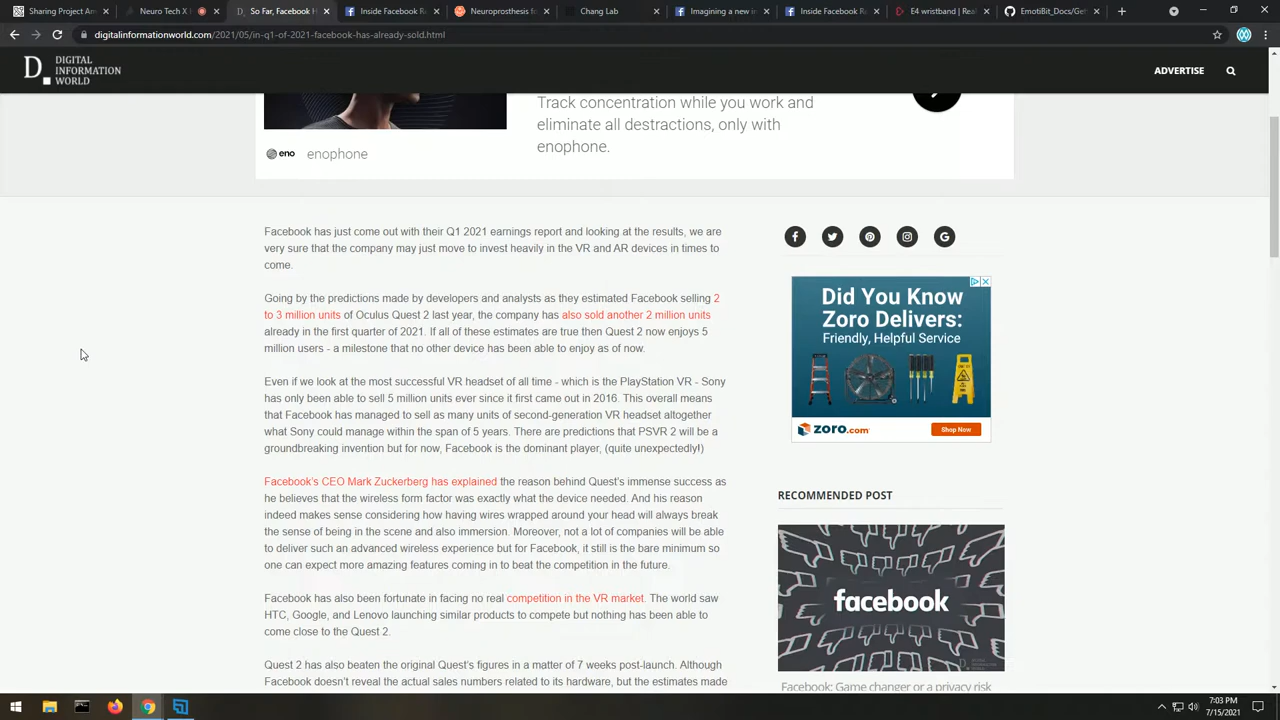 Sharing Project Am
Neuro Tech X
So Far, Facebook Has
Inside Facebook Re
Neuroprosthesis fo
Chang Lab
Imagining a new in
Inside Facebook Re
E4 wristband | Real
EmotiBit_Docs/Get
digitalinformationworld.com/2021/05/in-q1-of-2021-facebook-has-already-sold.html
D.
DIGITAL
INFORMATION
WORLD
ADVERTISE
Track concentration while you work and
eliminate all destractions, only with
enophone.
eno enophone
Facebook has just come out with their Q1 2021 earnings report and looking at the results, we are
very sure that the company may just move to invest heavily in the VR and AR devices in times to
come.
Going by the predictions made by developers and analysts as they estimated Facebook selling 2
to 3 million units of Oculus Quest 2 last year, the company has also sold another 2 million units
already in the first quarter of 2021. If all of these estimates are true then Quest 2 now enjoys 5
million users - a milestone that no other device has been able to enjoy as of now.
Even if we look at the most successful VR headset of all time - which is the PlayStation VR - Sony
has only been able to sell 5 million units ever since it first came out in 2016. This overall means
that Facebook has managed to sell as many units of second-generation VR headset altogether
what Sony could manage within the span of 5 years. There are predictions that PSVR 2 will be a
groundbreaking invention but for now, Facebook is the dominant player, (quite unexpectedly!)
Facebook's CEO Mark Zuckerberg has explained the reason behind Quest's immense success as
he believes that the wireless form factor was exactly what the device needed. And his reason
indeed makes sense considering how having wires wrapped around your head will always break
the sense of being in the scene and also immersion. Moreover, not a lot of companies will be able
to deliver such an advanced wireless experience but for Facebook, it still is the bare minimum so
one can expect more amazing features coming in to beat the competition in the future.
Facebook has also been fortunate in facing no real competition in the VR market. The world saw
HTC, Google, and Lenovo launching similar products to compete but nothing has been able to
come close to the Quest 2.
Quest 2 has also beaten the original Quest's figures in a matter of 7 weeks post-launch. Although
Facebook doesn't reveal the actual sales numbers related to its hardware, but the estimates made
Did You Know
Zoro Delivers:
Friendly, Helpful Service
zoro.com
Shop Now
RECOMMENDED POST
facebook
Facebook: Game changer or a privacy risk
7:03 PM
7/15/2021